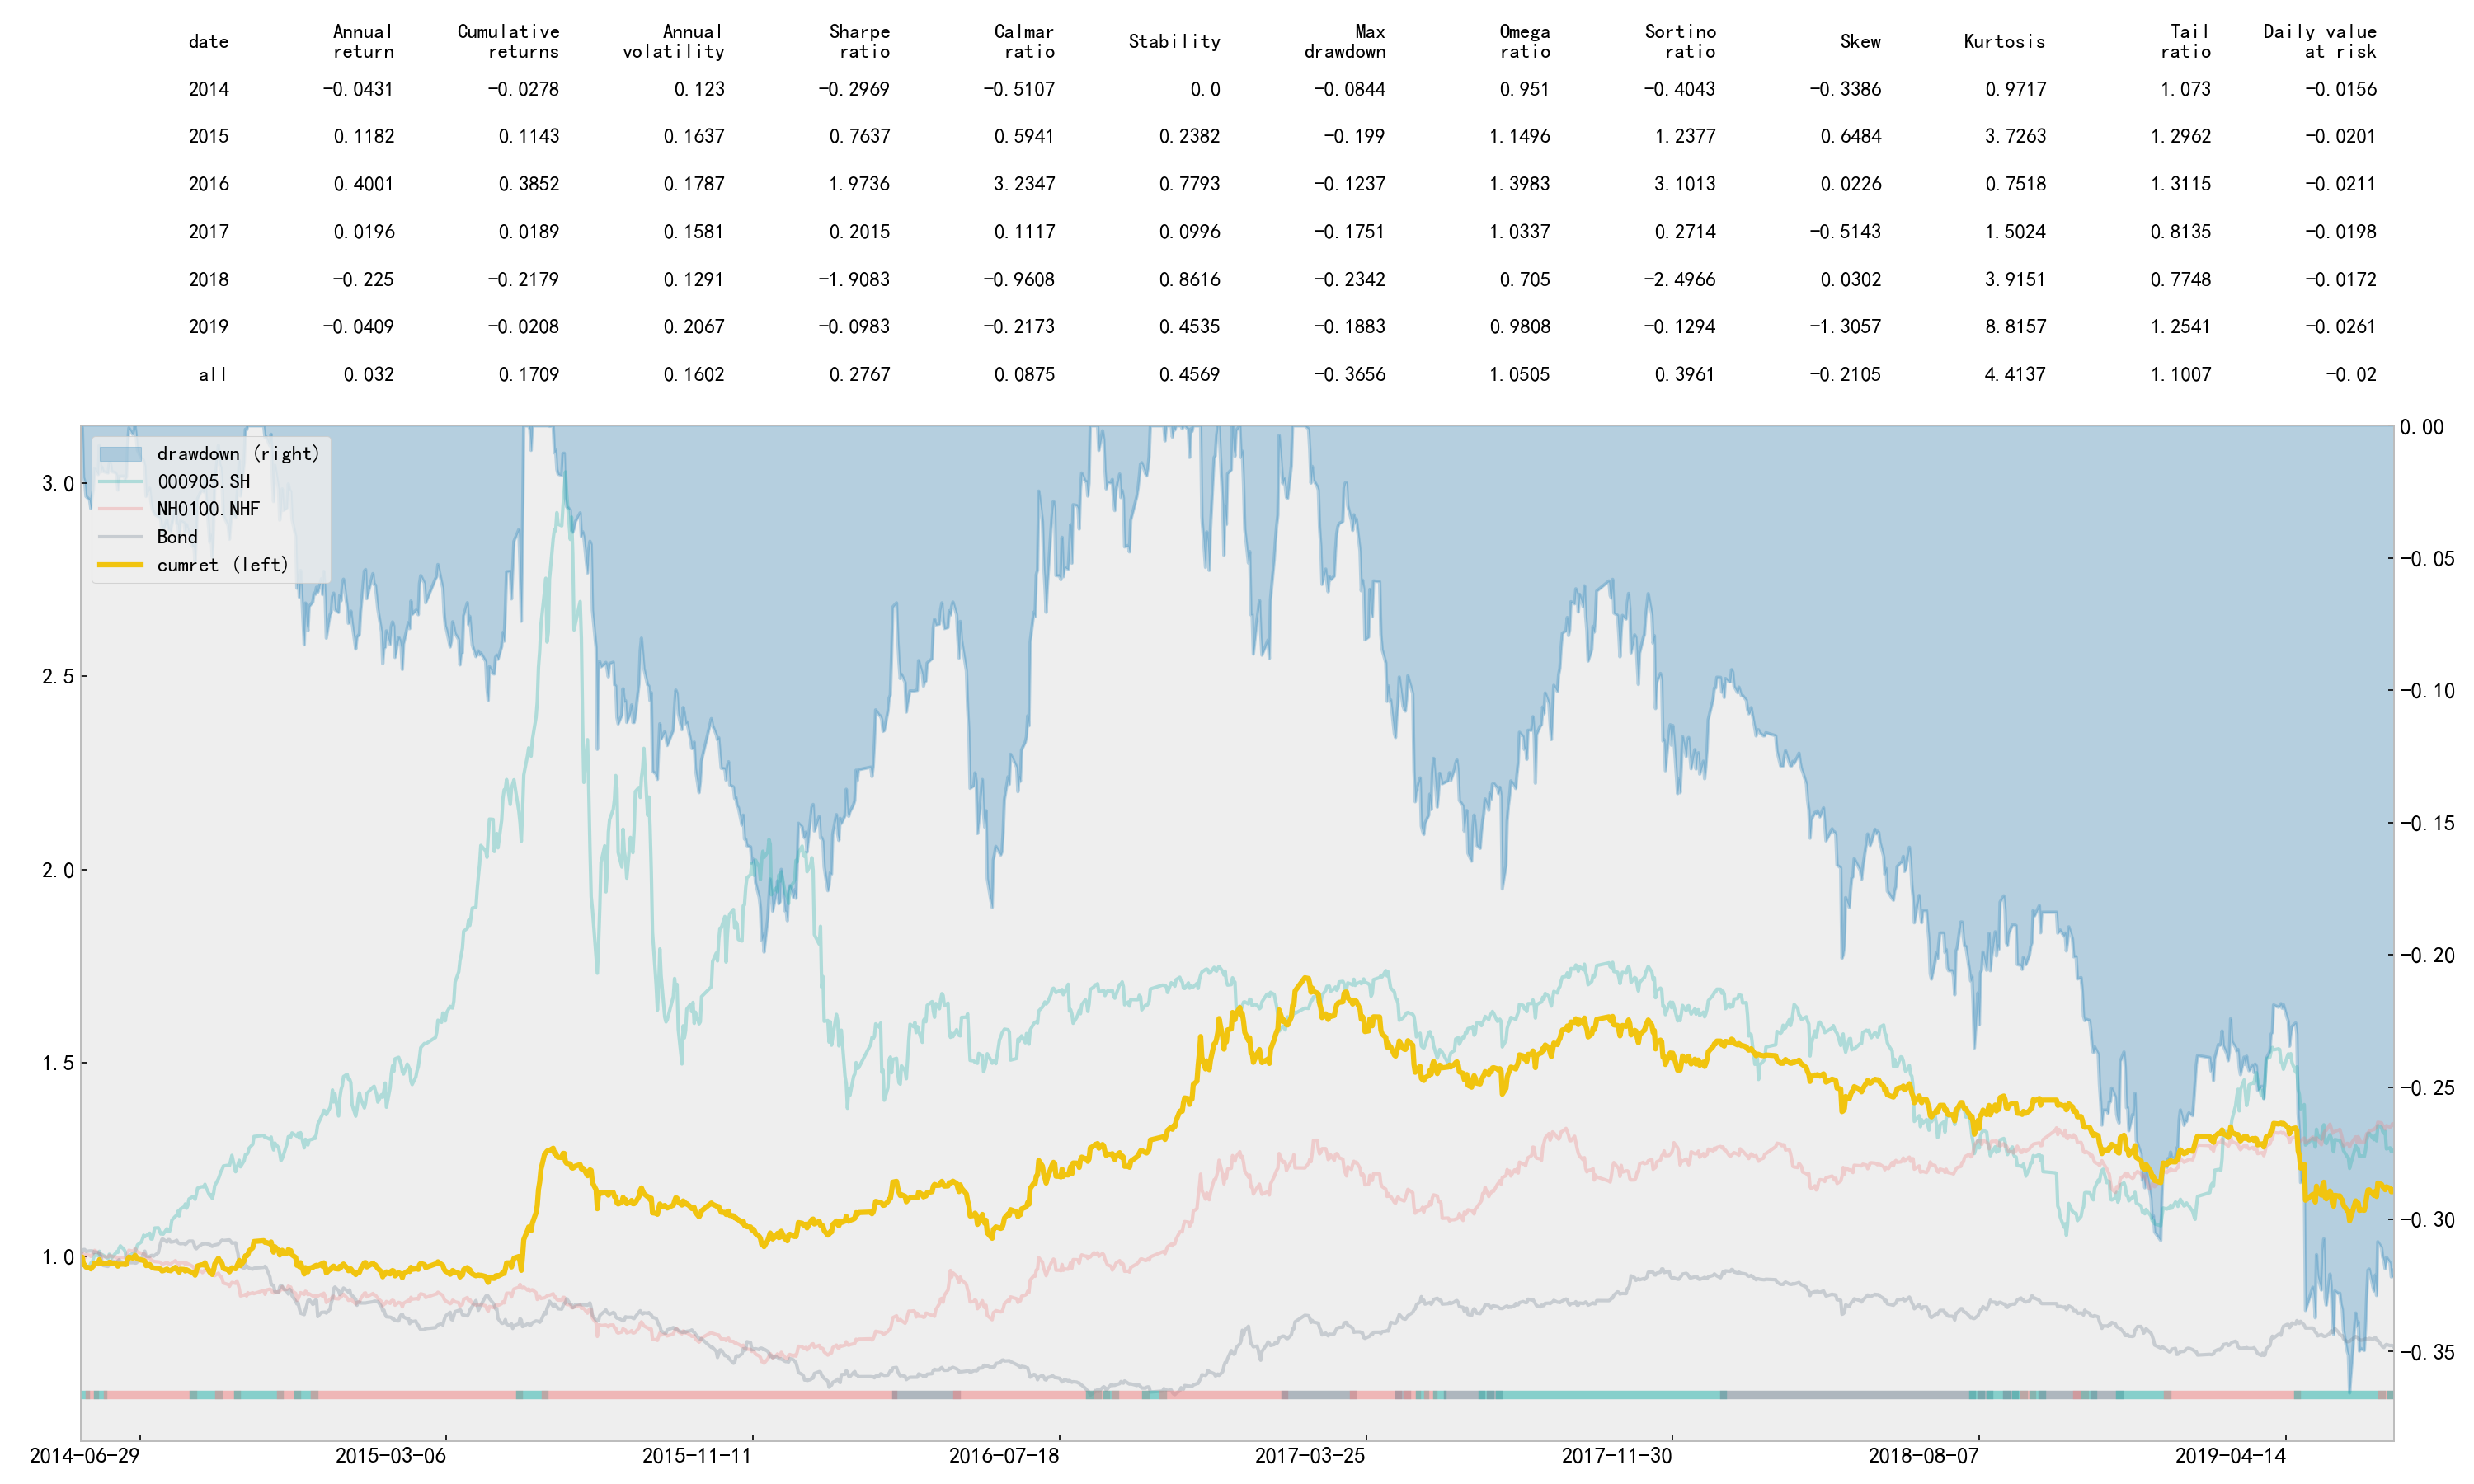 date Annual return Cumulative returns Annual volatility Sharpe ratio Calmar ratio Stability Max drawdown Omega ratio Sortino ratio Skew Kurtosis Tail ratio Daily value at risk
2014 -0.0431 -0.0278 0.123 -0.2969 -0.5107 0.0 -0.0844 0.951 -0.4043 -0.3386 0.9717 1.073 -0.0156
2015 0.1182 0.1143 0.1637 0.7637 0.5941 0.2382 -0.199 1.1496 1.2377 0.6484 3.7263 1.2962 -0.0201
2016 0.4001 0.3852 0.1787 1.9736 3.2347 0.7793 -0.1237 1.3983 3.1013 0.0226 0.7518 1.3115 -0.0211
2017 0.0196 0.0189 0.1581 0.2015 0.1117 0.0996 -0.1751 1.0337 0.2714 -0.5143 1.5024 0.8135 -0.0198
2018 -0.225 -0.2179 0.1291 -1.9083 -0.9608 0.8616 -0.2342 0.705 -2.4966 0.0302 3.9151 0.7748 -0.0172
2019 -0.0409 -0.0208 0.2067 -0.0983 -0.2173 0.4535 -0.1883 0.9808 -0.1294 -1.3057 8.8157 1.2541 -0.0261
all 0.032 0.1709 0.1602 0.2767 0.0875 0.4569 -0.3656 1.0505 0.3961 -0.2105 4.4137 1.1007 -0.02
drawdown (right)
000905.SH
NH0100.NHF
Bond
cumret (left)
3.0
2.5
2.0
1.5
1.0
0.00
-0.05
-0.10
-0.15
-0.20
-0.25
-0.30
-0.35
2014-06-29 2015-03-06 2015-11-11 2016-07-18 2017-03-25 2017-11-30 2018-08-07 2019-04-14